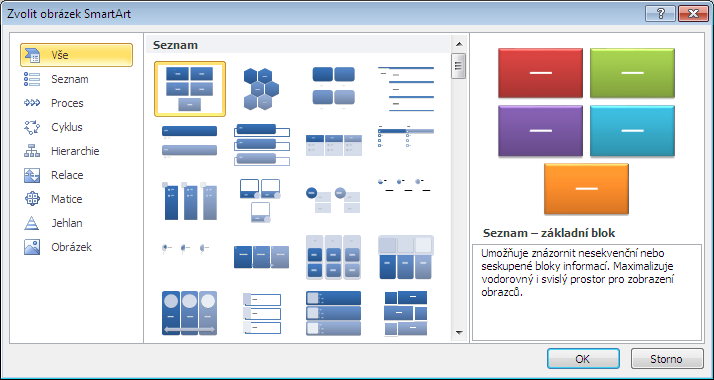 Zvolit obrázek SmartArt
Vše
Seznam
Proces
Cyklus
Hierarchie
Relace
Matice
Jehlan
Obrázek
Seznam
Seznam – základní blok
Umožňuje znázornit nesekvenční nebo
seskupené bloky informací. Maximalizuje
vodorovný i svislý prostor pro zobrazení
obrazců.
OK
Storno